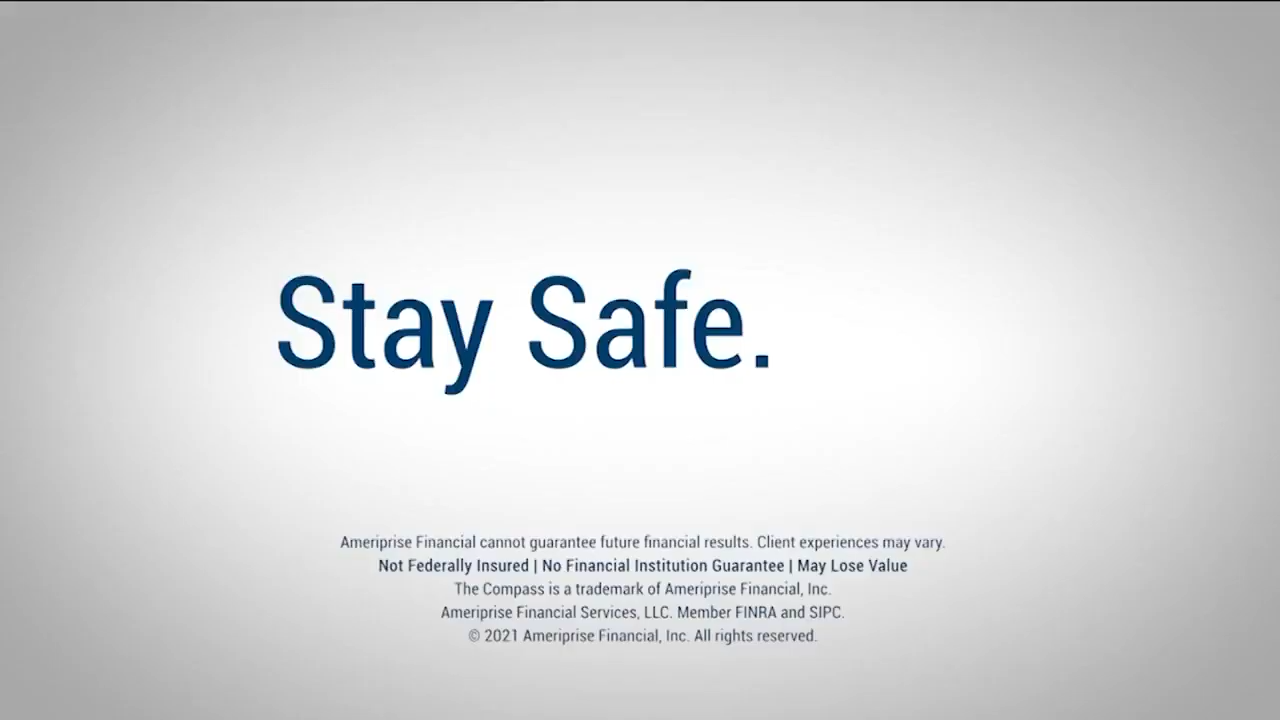 Stay Safe.
Ameriprise Financial cannot guarantee future financial results. Client experiences may vary.
Not Federally Insured | No Financial Institution Guarantee | May Lose Value
The Compass is a trademark of Ameriprise Financial, Inc.
Ameriprise Financial Services, LLC. Member FINRA and SIPC.
© 2021 Ameriprise Financial, Inc. All rights reserved.